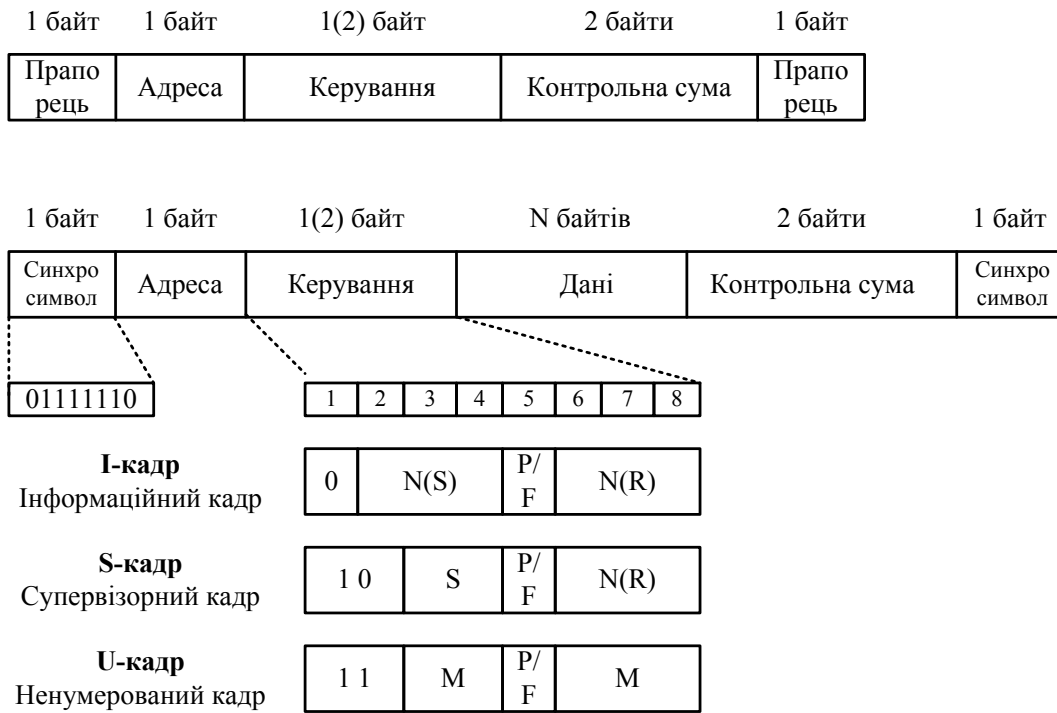 1 байт 1 байт 1(2) байт 2 байти 1 байт
Прапо
рець
Адреса Керування Контрольна сума
Прапо
рець
1 байт 1 байт 1(2) байт N байтів 2 байти 1 байт
Синхро
символ
Адреса Керування Дані Контрольна сума
Синхро
символ
01111110
1 2 3 4 5 6 7 8
I-кадр
Інформаційний кадр
0 N(S) P/
F
N(R)
S-кадр
Супервізорний кадр
1 0 S P/
F
N(R)
U-кадр
Ненумерований кадр
1 1 M P/
F
M